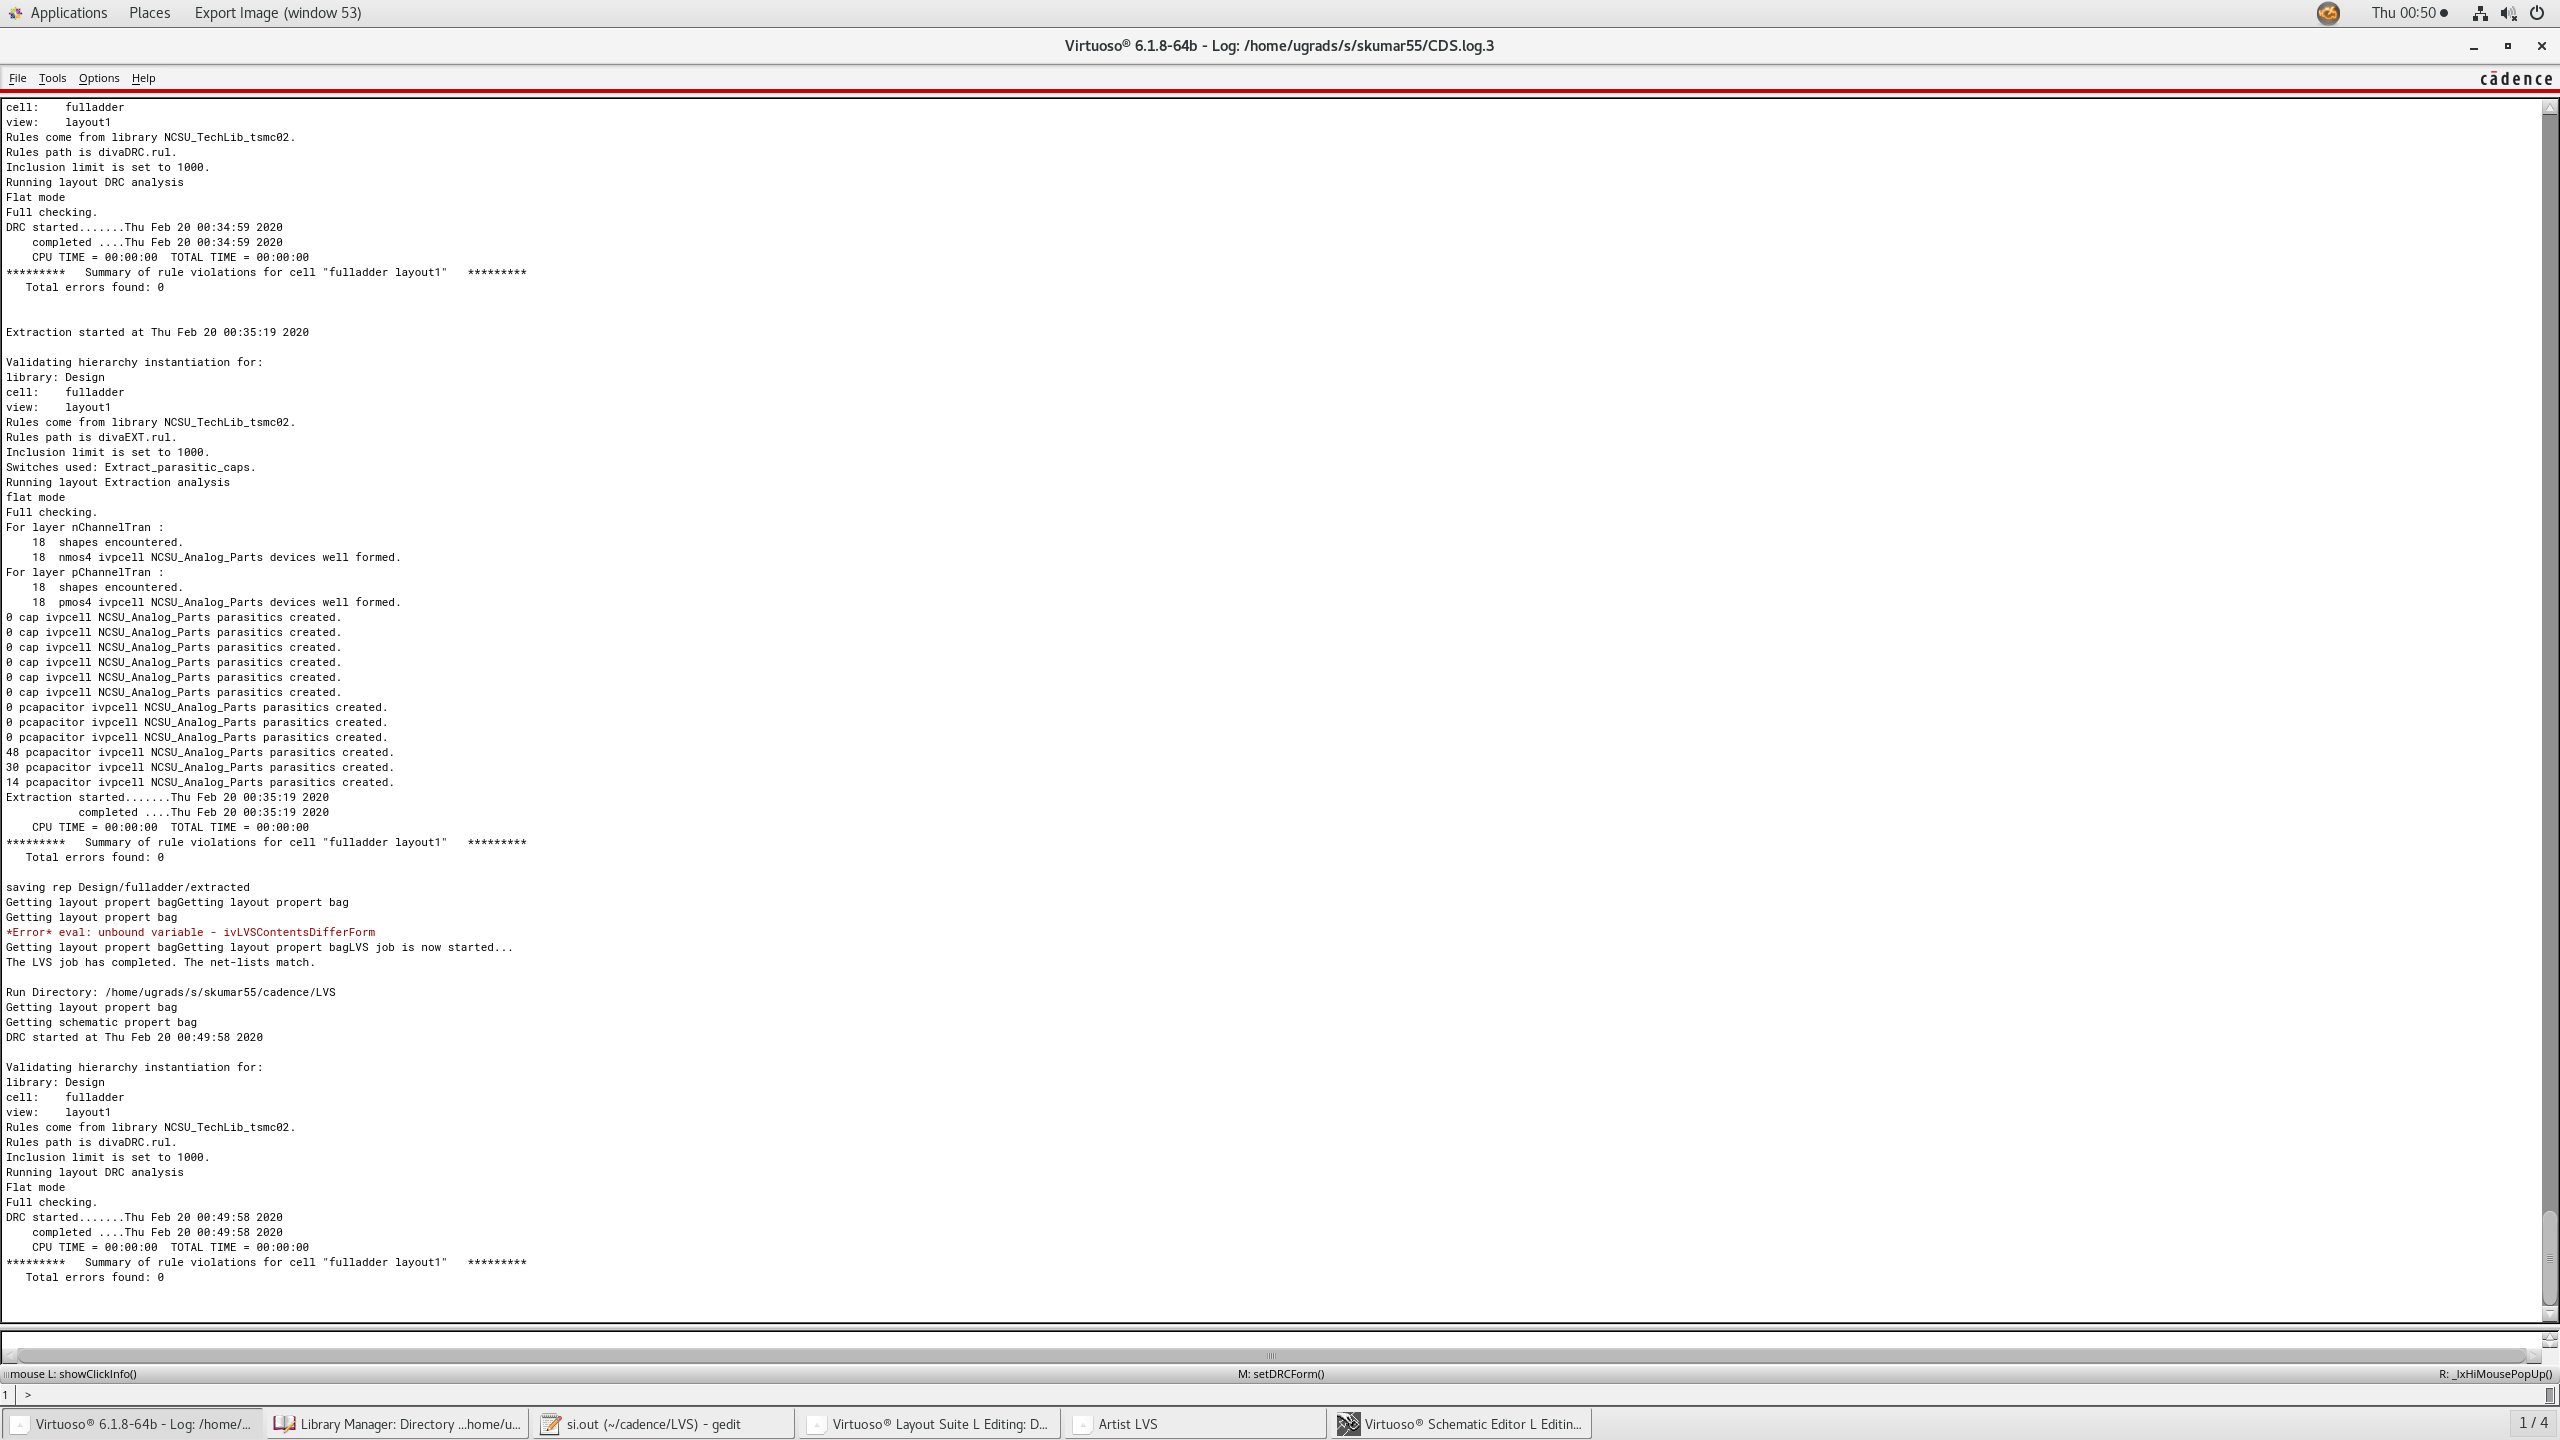 Applications Places Export Image (window 53) Thu 00:50
Virtuoso® 6.1.8-64b - Log: /home/ugrads/s/skumar55/CDS.log.3
File Tools Options Help cādence
cell:    fulladder
view:    layout1
Rules come from library NCSU_TechLib_tsmc02.
Rules path is divaDRC.rul.
Inclusion limit is set to 1000.
Running layout DRC analysis
Flat mode
Full checking.
DRC started.......Thu Feb 20 00:34:59 2020
    completed ....Thu Feb 20 00:34:59 2020
    CPU TIME = 00:00:00  TOTAL TIME = 00:00:00
*********   Summary of rule violations for cell "fulladder layout1"   *********
   Total errors found: 0
Extraction started at Thu Feb 20 00:35:19 2020
Validating hierarchy instantiation for:
library: Design
cell:    fulladder
view:    layout1
Rules come from library NCSU_TechLib_tsmc02.
Rules path is divaEXT.rul.
Inclusion limit is set to 1000.
Switches used: Extract_parasitic_caps.
Running layout Extraction analysis
flat mode
Full checking.
For layer nChannelTran :
    18  shapes encountered.
    18  nmos4 ivpcell NCSU_Analog_Parts devices well formed.
For layer pChannelTran :
    18  shapes encountered.
    18  pmos4 ivpcell NCSU_Analog_Parts devices well formed.
0 cap ivpcell NCSU_Analog_Parts parasitics created.
0 cap ivpcell NCSU_Analog_Parts parasitics created.
0 cap ivpcell NCSU_Analog_Parts parasitics created.
0 cap ivpcell NCSU_Analog_Parts parasitics created.
0 cap ivpcell NCSU_Analog_Parts parasitics created.
0 cap ivpcell NCSU_Analog_Parts parasitics created.
0 pcapacitor ivpcell NCSU_Analog_Parts parasitics created.
0 pcapacitor ivpcell NCSU_Analog_Parts parasitics created.
0 pcapacitor ivpcell NCSU_Analog_Parts parasitics created.
48 pcapacitor ivpcell NCSU_Analog_Parts parasitics created.
30 pcapacitor ivpcell NCSU_Analog_Parts parasitics created.
14 pcapacitor ivpcell NCSU_Analog_Parts parasitics created.
Extraction started.......Thu Feb 20 00:35:19 2020
           completed ....Thu Feb 20 00:35:19 2020
    CPU TIME = 00:00:00  TOTAL TIME = 00:00:00
*********   Summary of rule violations for cell "fulladder layout1"   *********
   Total errors found: 0
saving rep Design/fulladder/extracted
Getting layout propert bagGetting layout propert bag
Getting layout propert bag
*Error* eval: unbound variable - ivLVSContentsDifferForm
Getting layout propert bagGetting layout propert bagLVS job is now started...
The LVS job has completed. The net-lists match.
Run Directory: /home/ugrads/s/skumar55/cadence/LVS
Getting layout propert bag
Getting schematic propert bag
DRC started at Thu Feb 20 00:49:58 2020
Validating hierarchy instantiation for:
library: Design
cell:    fulladder
view:    layout1
Rules come from library NCSU_TechLib_tsmc02.
Rules path is divaDRC.rul.
Inclusion limit is set to 1000.
Running layout DRC analysis
Flat mode
Full checking.
DRC started.......Thu Feb 20 00:49:58 2020
    completed ....Thu Feb 20 00:49:58 2020
    CPU TIME = 00:00:00  TOTAL TIME = 00:00:00
*********   Summary of rule violations for cell "fulladder layout1"   *********
   Total errors found: 0
mouse L: showClickInfo() M: setDRCForm() R: _lxHiMousePopUp()
1 >
Virtuoso® 6.1.8-64b - Log: /home/... Library Manager: Directory ...home/u... si.out (~/cadence/LVS) - gedit Virtuoso® Layout Suite L Editing: D... Artist LVS Virtuoso® Schematic Editor L Editin... 1 / 4